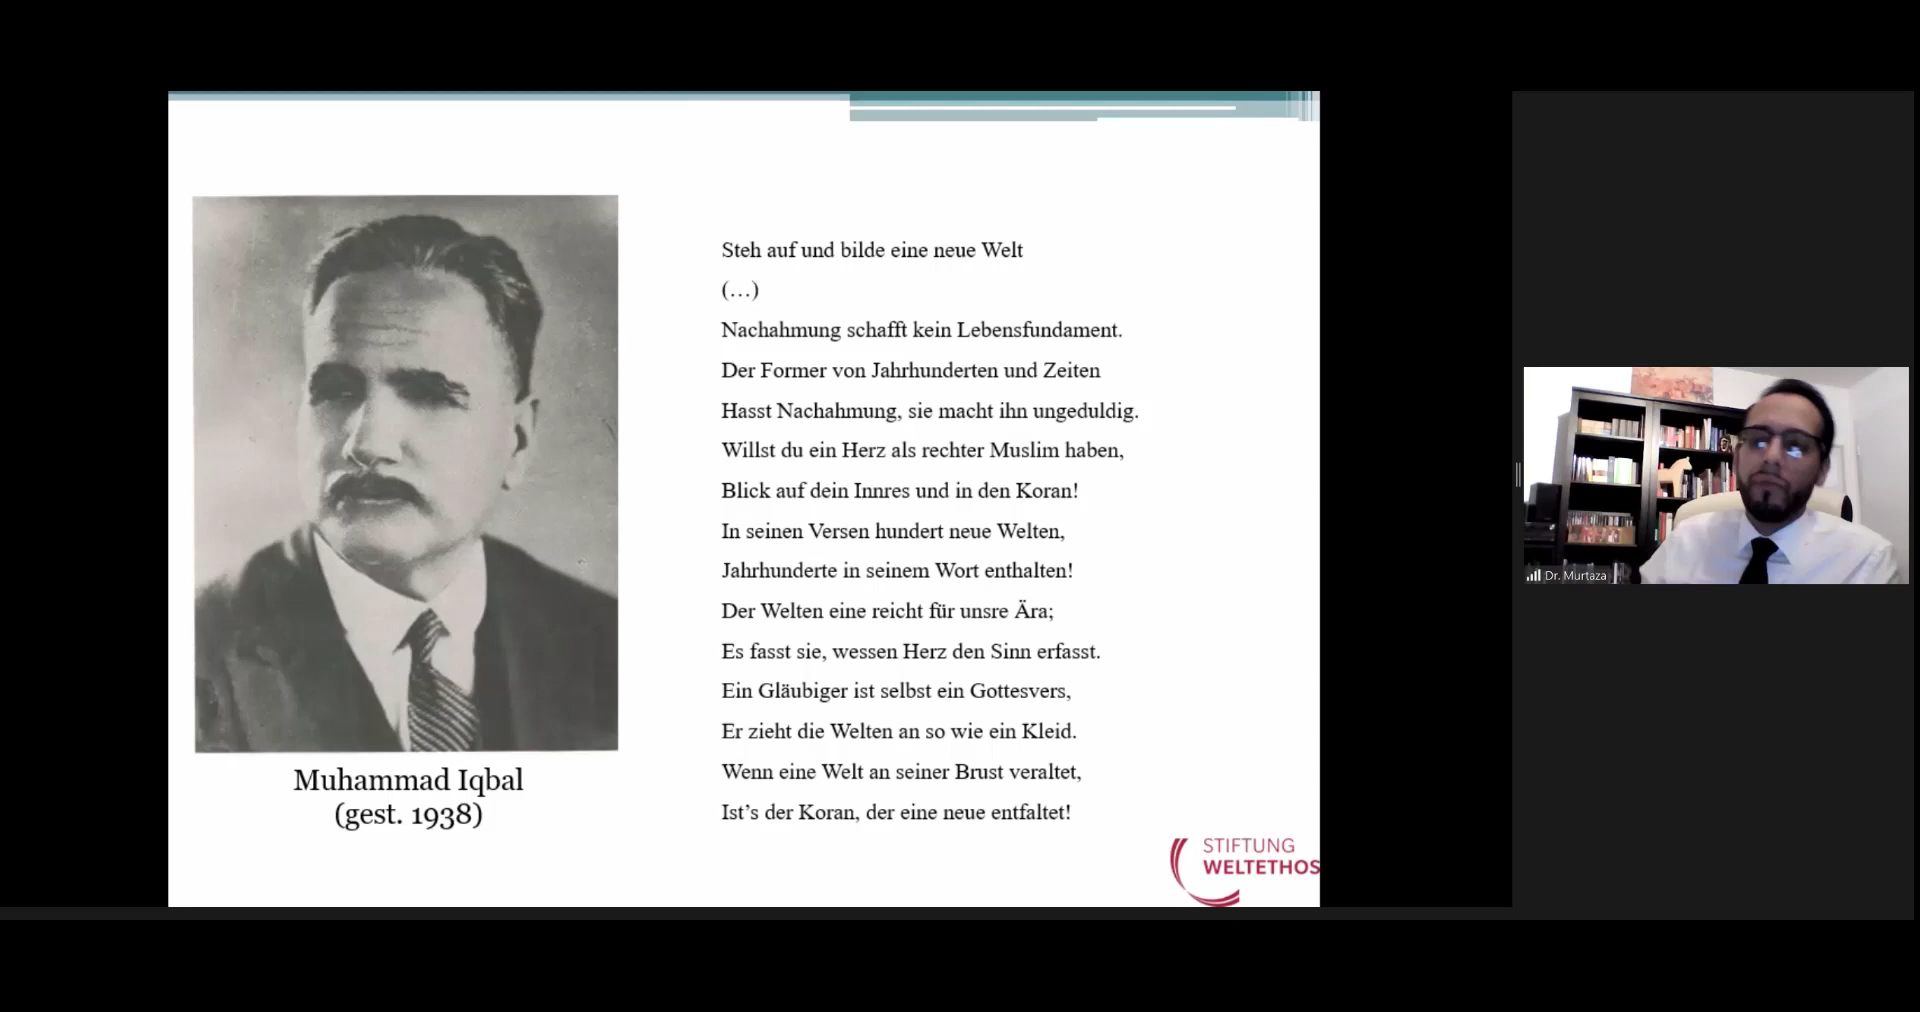 Steh auf und bilde eine neue Welt
(…)
Nachahmung schafft kein Lebensfundament.
Der Former von Jahrhunderten und Zeiten
Hasst Nachahmung, sie macht ihn ungeduldig.
Willst du ein Herz als rechter Muslim haben,
Blick auf dein Innres und in den Koran!
In seinen Versen hundert neue Welten,
Jahrhunderte in seinem Wort enthalten!
Der Welten eine reicht für unsre Ära;
Es fasst sie, wessen Herz den Sinn erfasst.
Ein Gläubiger ist selbst ein Gottesvers,
Er zieht die Welten an so wie ein Kleid.
Wenn eine Welt an seiner Brust veraltet,
Ist’s der Koran, der eine neue entfaltet!
Muhammad Iqbal
(gest. 1938)
STIFTUNG
WELTETHOS
Dr. Murtaza